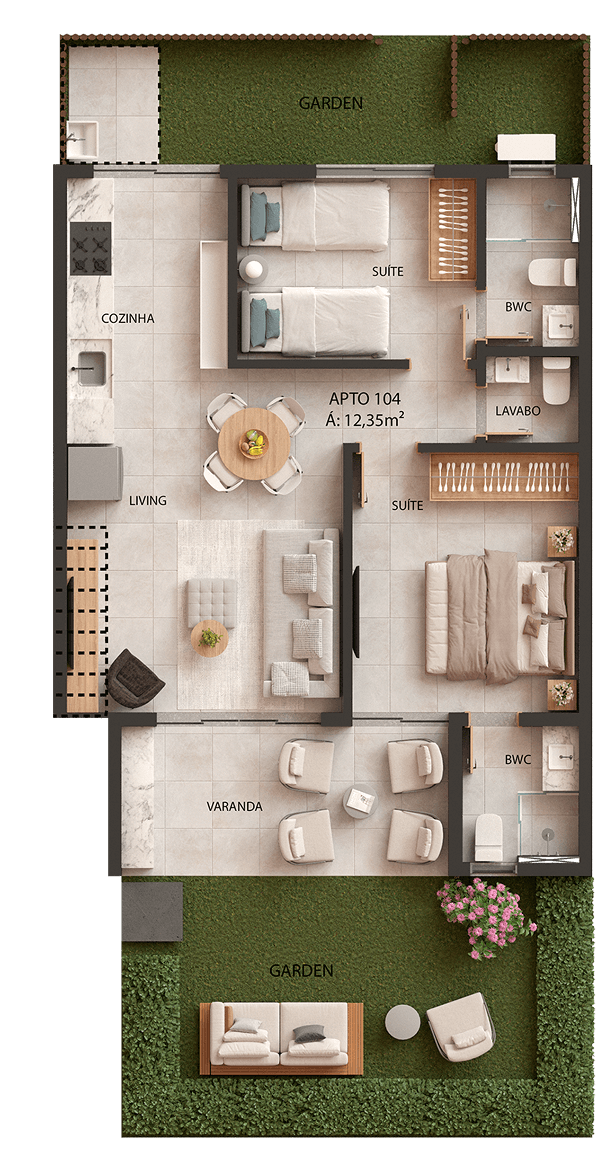 GARDEN
SUÍTE
BWC
COZINHA
APTO 104
Á: 12,35m²
LAVABO
LIVING
SUÍTE
BWC
VARANDA
GARDEN